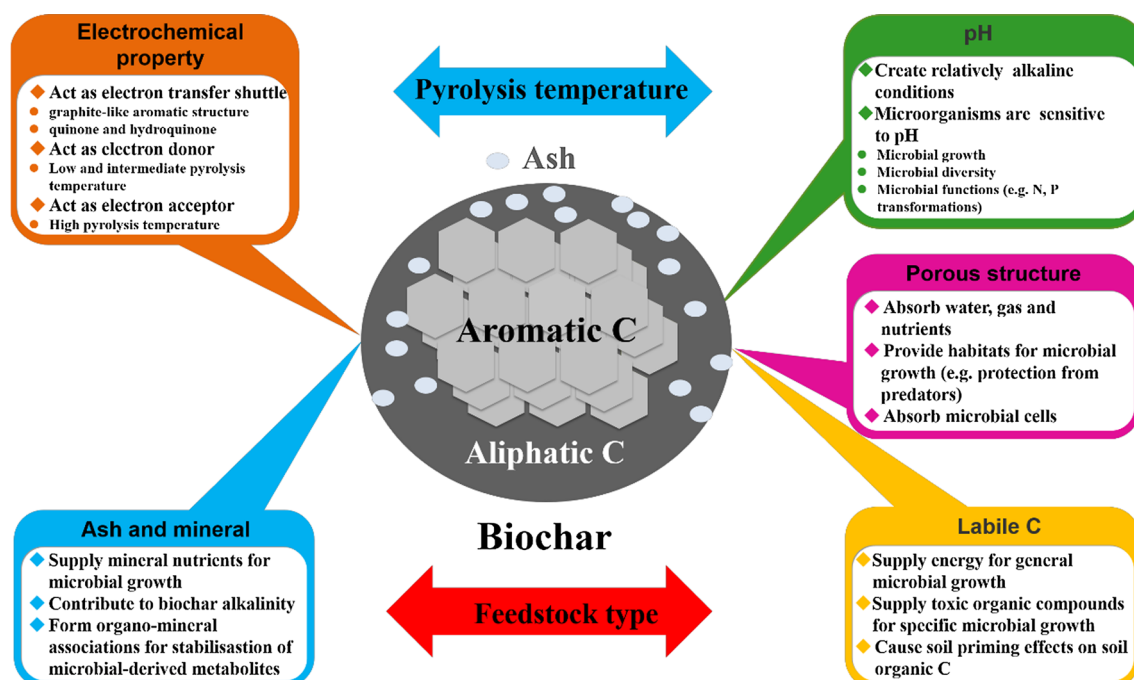 Electrochemical
property
◆ Act as electron transfer shuttle
● graphite-like aromatic structure
● quinone and hydroquinone
◆ Act as electron donor
● Low and intermediate pyrolysis
temperature
◆ Act as electron acceptor
● High pyrolysis temperature
Pyrolysis temperature
pH
◆ Create relatively alkaline
conditions
◆ Microorganisms are sensitive
to pH
● Microbial growth
● Microbial diversity
● Microbial functions (e.g. N, P
transformations)
Ash
Aromatic C
Aliphatic C
Biochar
Porous structure
◆ Absorb water, gas and
nutrients
◆ Provide habitats for microbial
growth (e.g. protection from
predators)
◆ Absorb microbial cells
Ash and mineral
◆ Supply mineral nutrients for
microbial growth
◆ Contribute to biochar alkalinity
◆ Form organo-mineral
associations for stabilisastion of
microbial-derived metabolites
Feedstock type
Labile C
◆ Supply energy for general
microbial growth
◆ Supply toxic organic compounds
for specific microbial growth
◆ Cause soil priming effects on soil
organic C